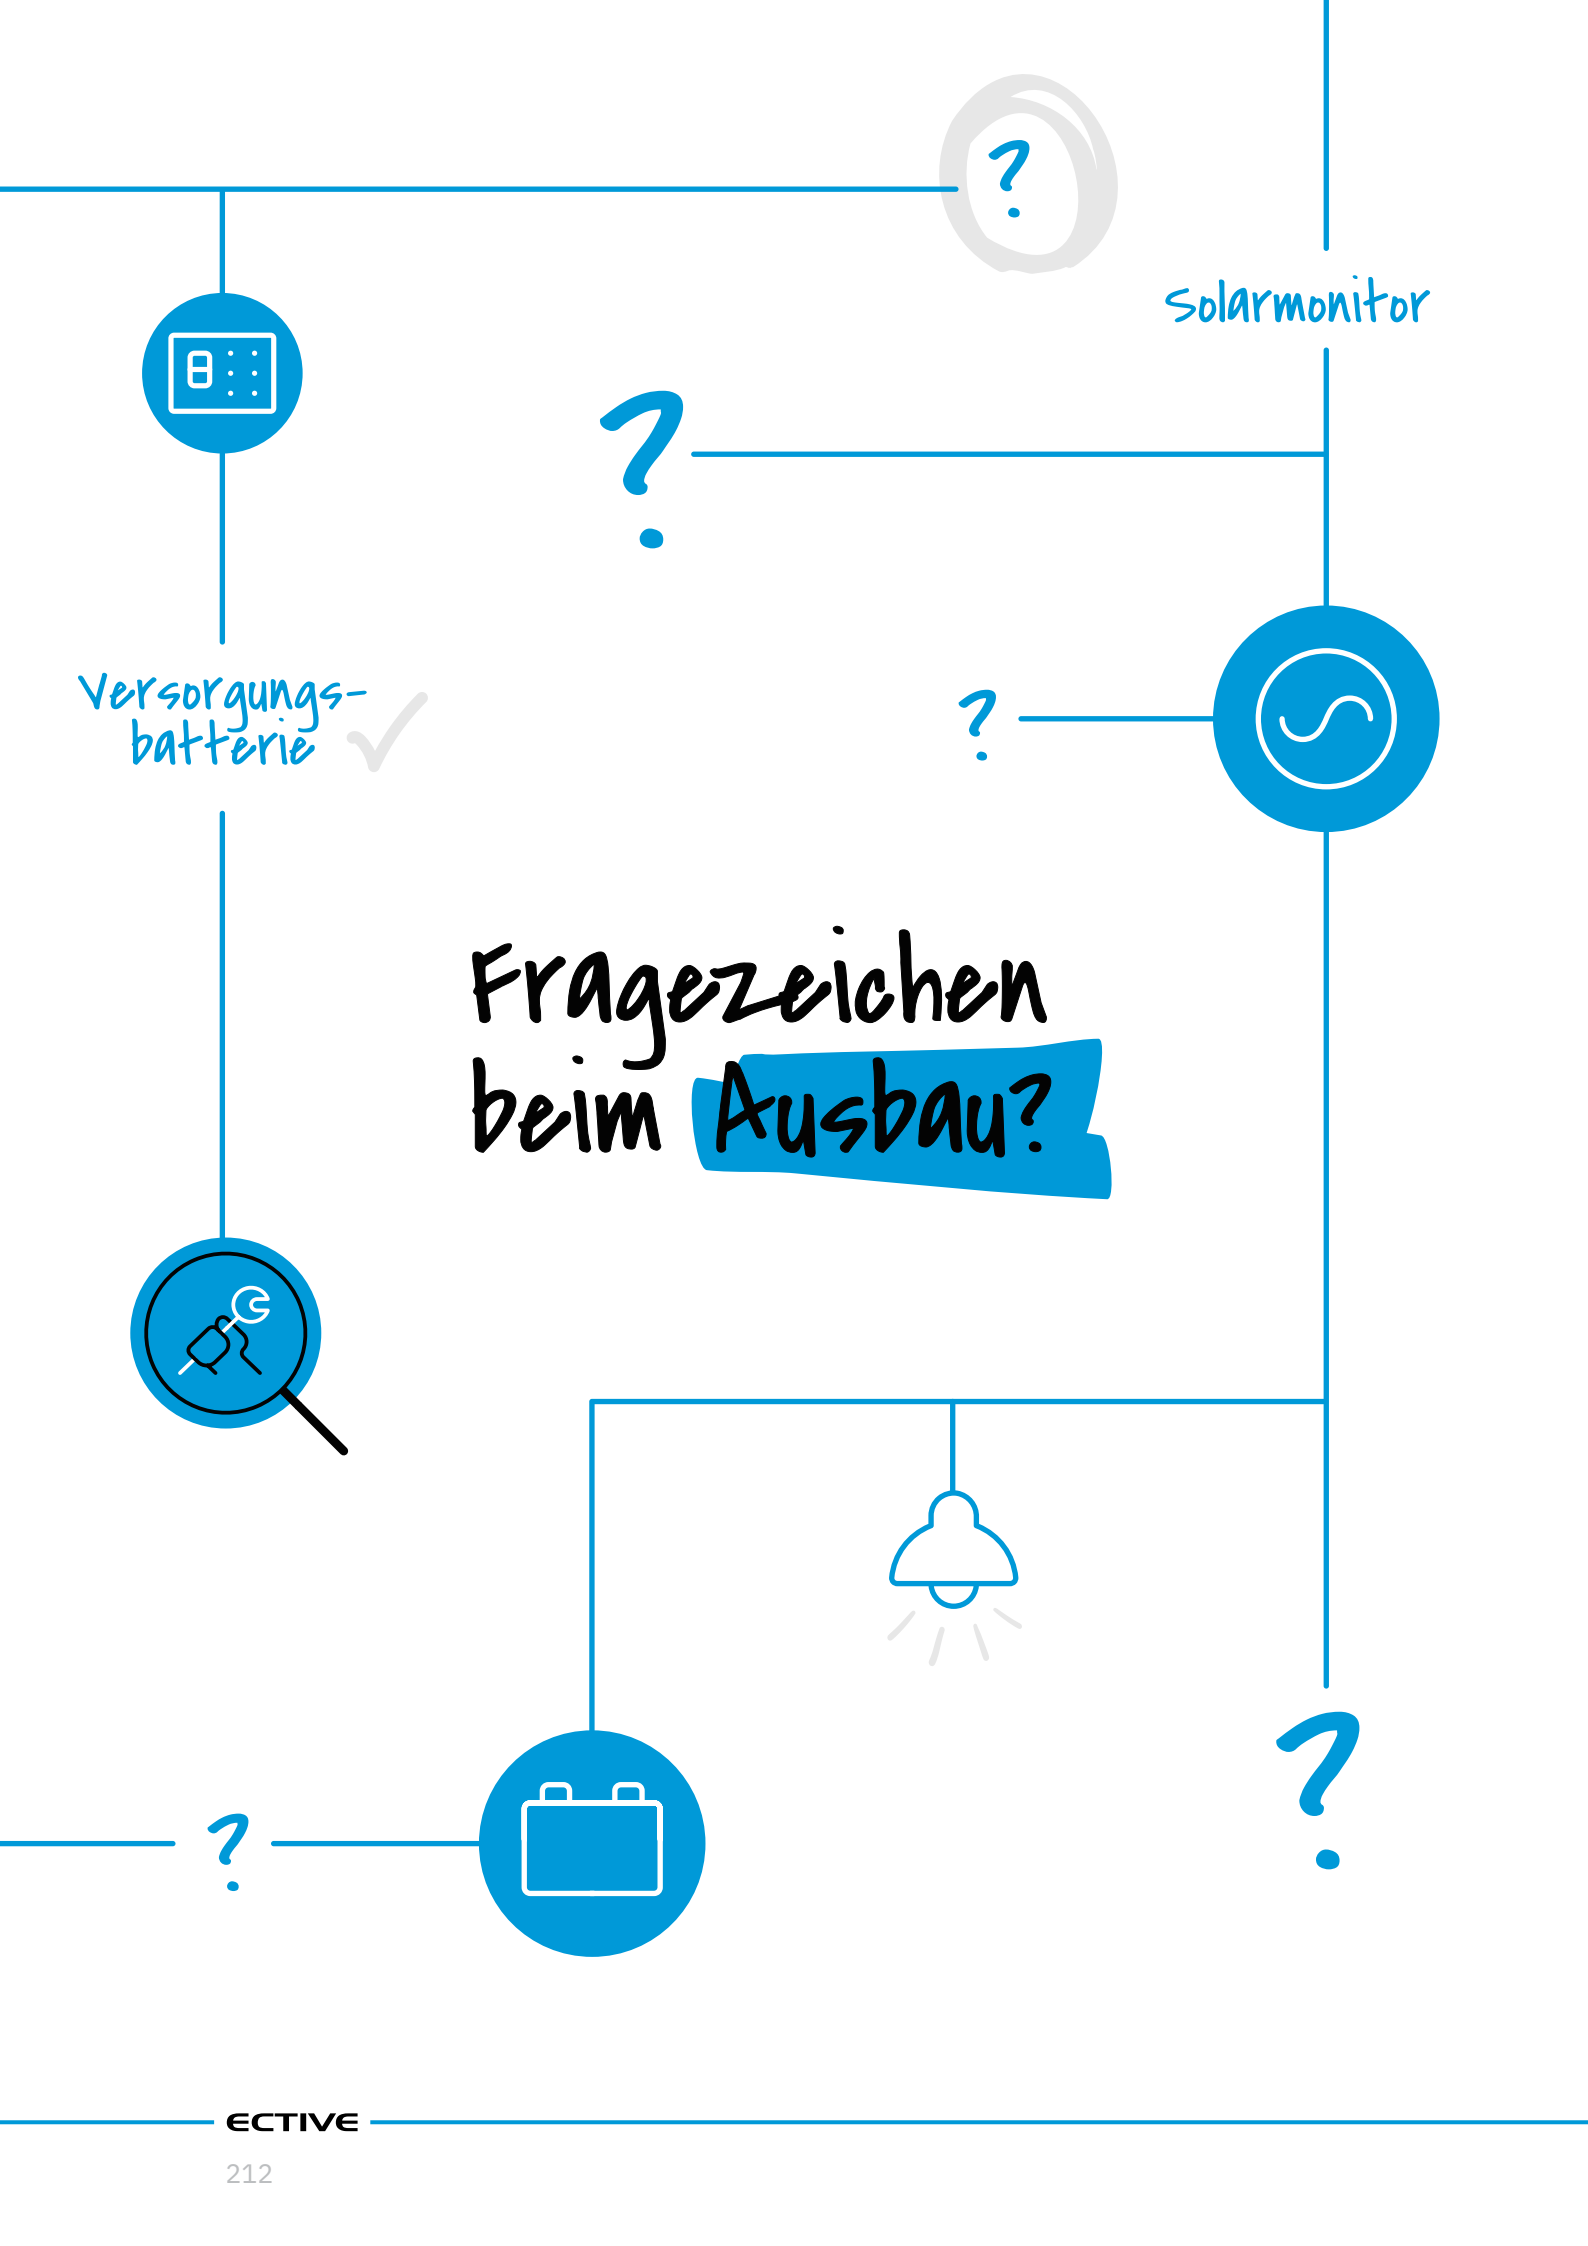 ?
Solarmonitor
?
Versorgungs-
batterie
?
Fragezeichen
beim Ausbau?
?
?
ECTIVE
212